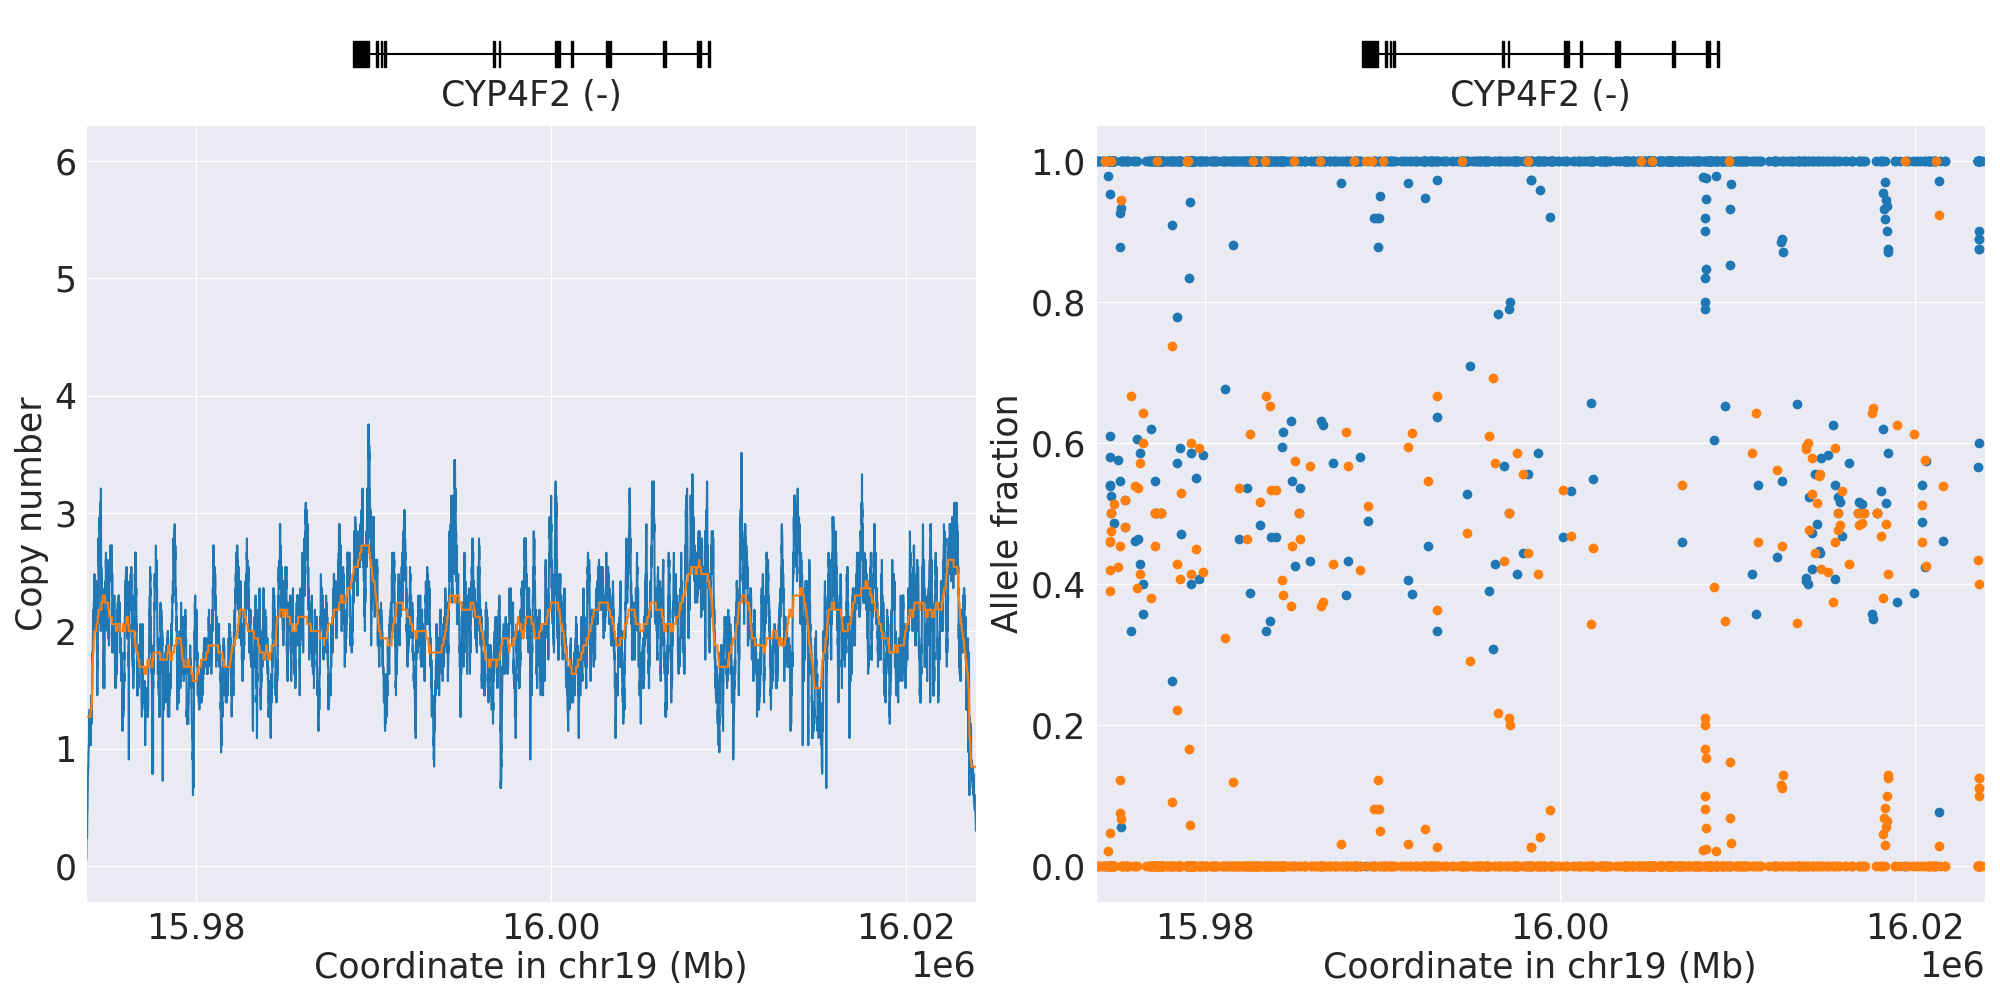 CYP4F2 (-)
6
5
4
3
2
1
0
Copy number
15.98
16.00
16.02
Coordinate in chr19 (Mb)
1e6
CYP4F2 (-)
1.0
0.8
0.6
0.4
0.2
0.0
Allele fraction
15.98
16.00
16.02
Coordinate in chr19 (Mb)
1e6